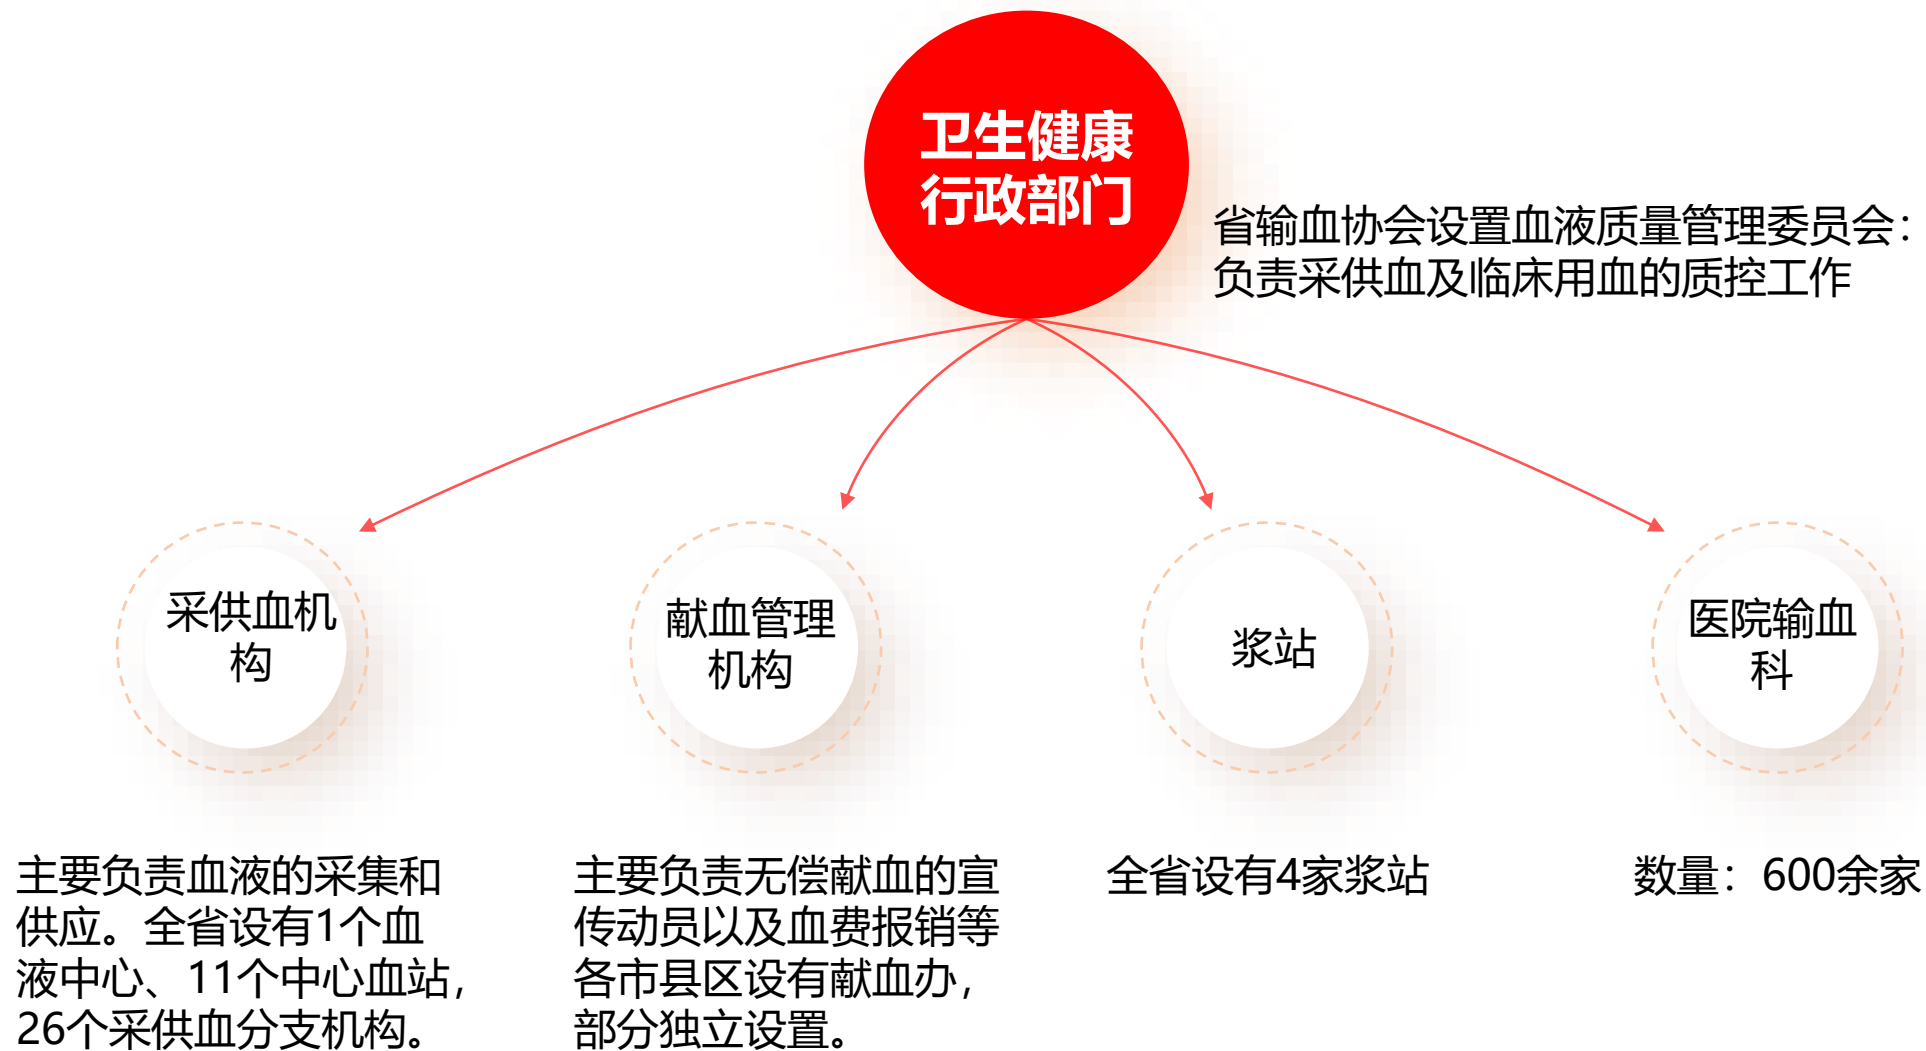 卫生健康
行政部门
省输血协会设置血液质量管理委员会：
负责采供血及临床用血的质控工作
采供血机
构
献血管理
机构
浆站
医院输血
科
主要负责血液的采集和
供应。全省设有1个血
液中心、11个中心血站，
26个采供血分支机构。
主要负责无偿献血的宣
传动员以及血费报销等
各市县区设有献血办，
部分独立设置。
全省设有4家浆站
数量：600余家